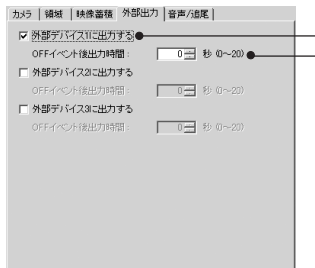 カメラ 領域 映像蓄積 外部出力 音声/追尾
外部デバイス1に出力する
OFFイベント後出力時間： 0 秒 (0～20)
外部デバイス2に出力する
OFFイベント後出力時間： 0 秒 (0～20)
外部デバイス3に出力する
OFFイベント後出力時間： 0 秒 (0～20)